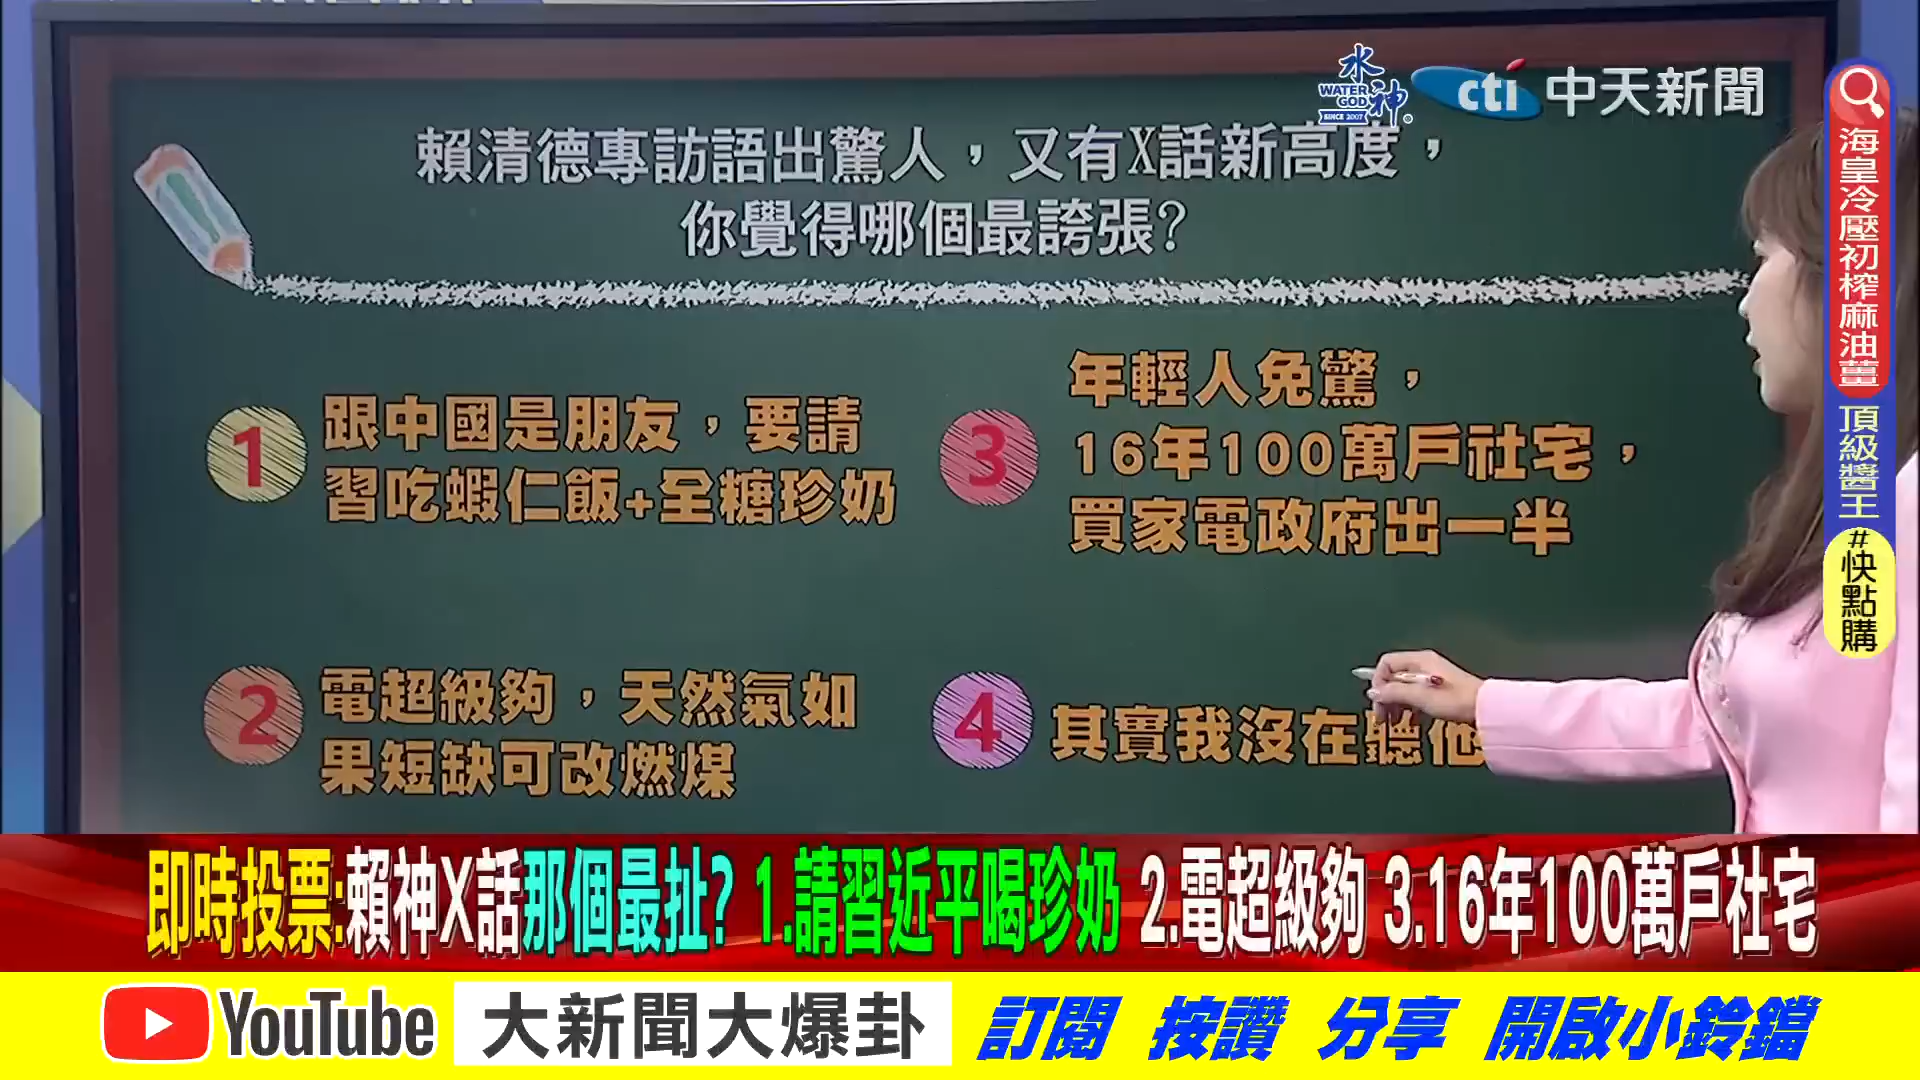 水神
WATER GOD
SINCE 2007
cti 中天新聞
賴清德專訪語出驚人，又有X話新高度，
你覺得哪個最誇張?
1
跟中國是朋友，要請
習吃蝦仁飯+全糖珍奶
2
電超級夠，天然氣如
果短缺可改燃煤
3
年輕人免驚，
16年100萬戶社宅，
買家電政府出一半
4
其實我沒在聽他
海皇冷壓初榨麻油薑
頂級醬王
#快點購
即時投票:賴神X話那個最扯? 1.請習近平喝珍奶 2.電超級夠 3.16年100萬戶社宅
YouTube 大新聞大爆卦 訂閱 按讚 分享 開啟小鈴鐺